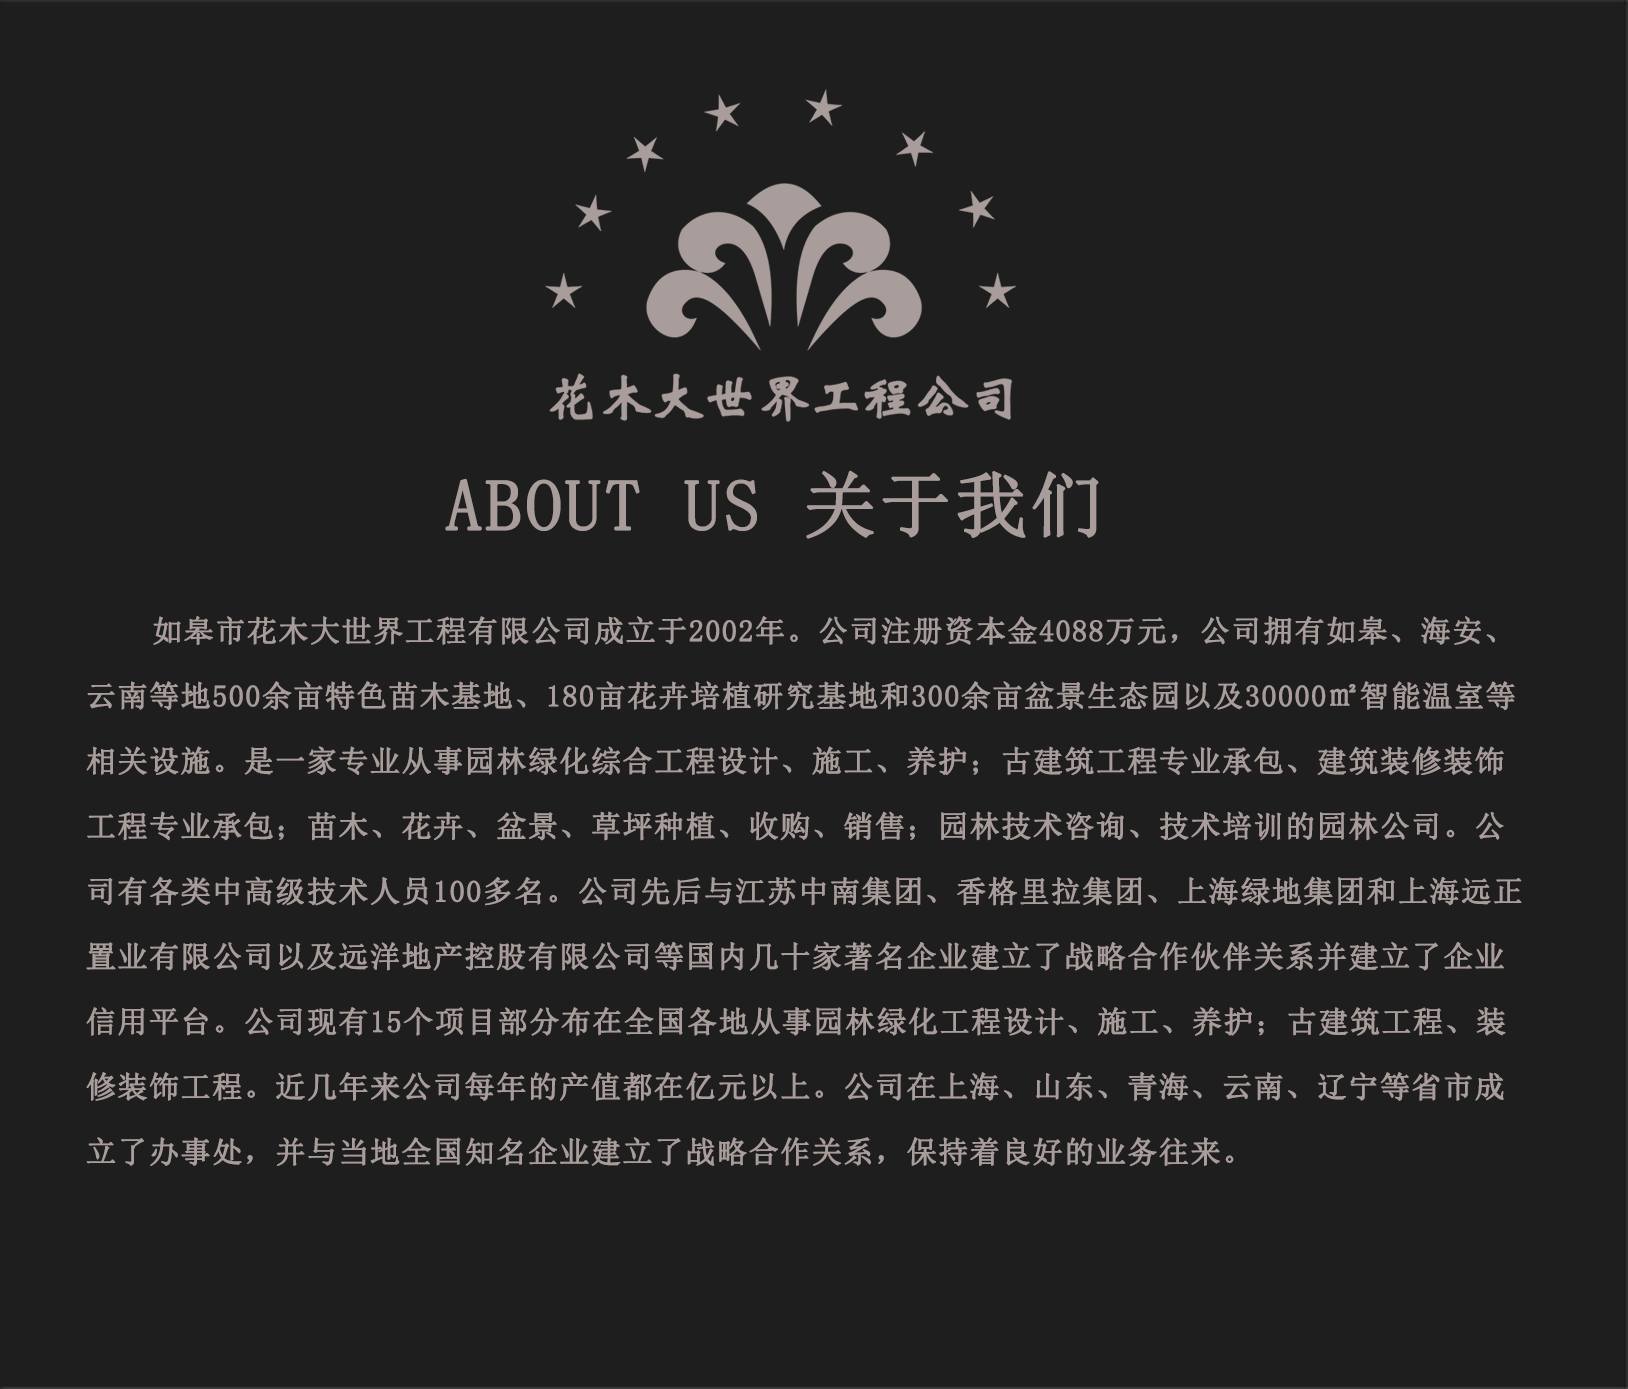 花木大世界工程公司
ABOUT US 关于我们
如皋市花木大世界工程有限公司成立于2002年。公司注册资本金4088万元，公司拥有如皋、海安、
云南等地500余亩特色苗木基地、180亩花卉培植研究基地和300余亩盆景生态园以及30000㎡智能温室等
相关设施。是一家专业从事园林绿化综合工程设计、施工、养护；古建筑工程专业承包、建筑装修装饰
工程专业承包；苗木、花卉、盆景、草坪种植、收购、销售；园林技术咨询、技术培训的园林公司。公
司有各类中高级技术人员100多名。公司先后与江苏中南集团、香格里拉集团、上海绿地集团和上海远正
置业有限公司以及远洋地产控股有限公司等国内几十家著名企业建立了战略合作伙伴关系并建立了企业
信用平台。公司现有15个项目部分布在全国各地从事园林绿化工程设计、施工、养护；古建筑工程、装
修装饰工程。近几年来公司每年的产值都在亿元以上。公司在上海、山东、青海、云南、辽宁等省市成
立了办事处，并与当地全国知名企业建立了战略合作关系，保持着良好的业务往来。